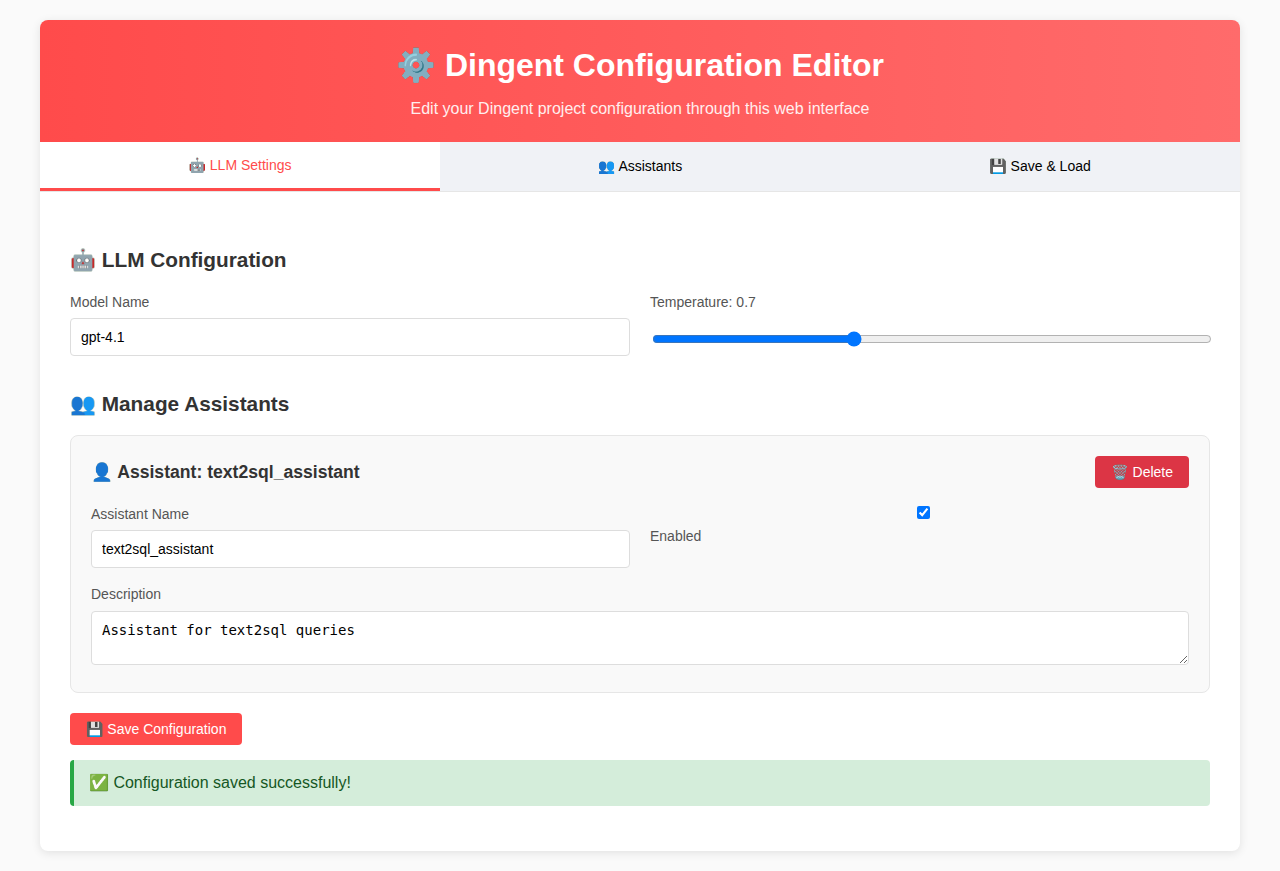 ⚙️ Dingent Configuration Editor
Edit your Dingent project configuration through this web interface
🤖 LLM Settings
👥 Assistants
💾 Save & Load
🤖 LLM Configuration
Model Name
Temperature: 0.7
gpt-4.1
👥 Manage Assistants
👤 Assistant: text2sql_assistant
🗑️ Delete
Assistant Name
text2sql_assistant
Enabled
Description
Assistant for text2sql queries
💾 Save Configuration
✅ Configuration saved successfully!